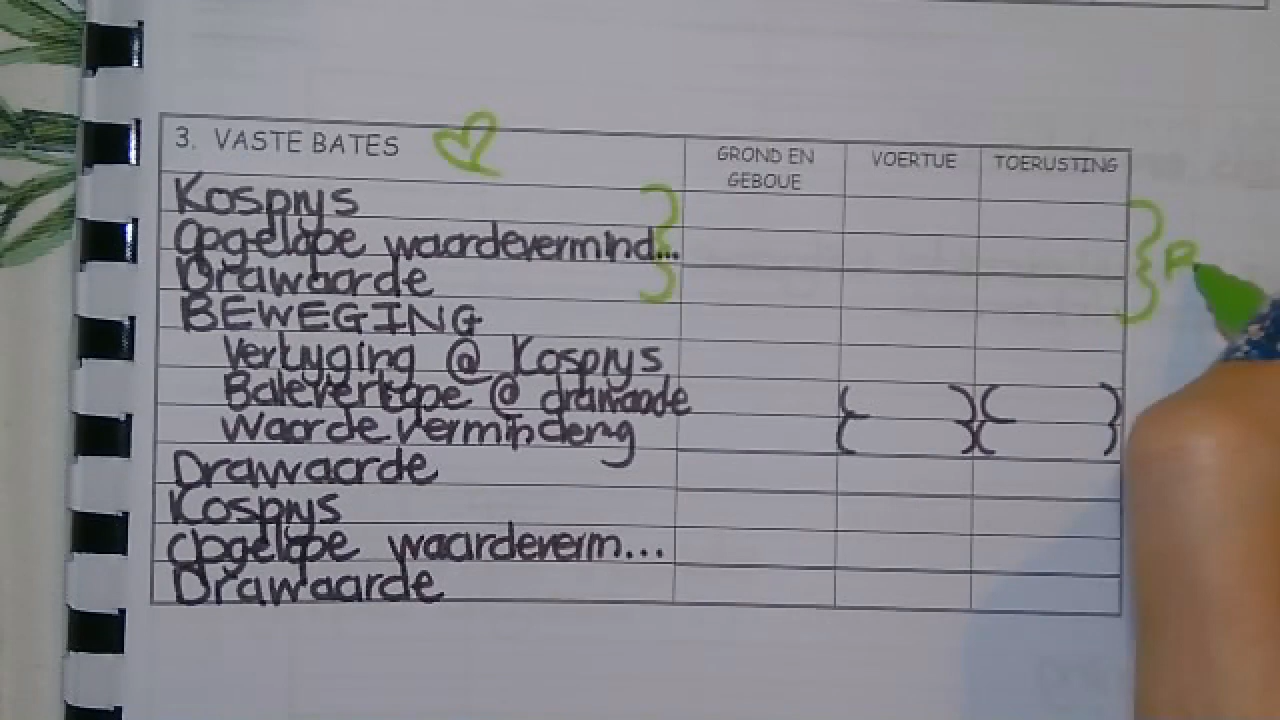 3. VASTE BATES GROND EN GEBOUE VOERTUE TOERUSTING
Kosprys
Opgelope waardevermind...
Drawaarde
BEWEGING
Verkryging @ Kosprys
Bateverkope @ drawaarde
Waardevermindering
Drawaarde
Kosprys
Opgelope waardeverm...
Drawaarde